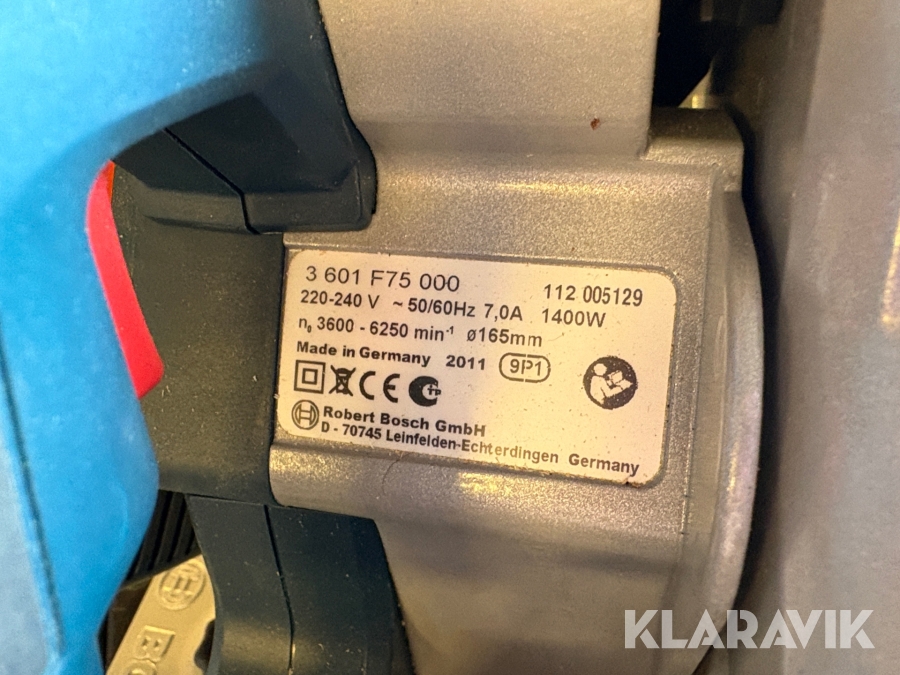 3 601 F75 000 112 005129
220-240 V ~ 50/60Hz 7,0A 1400W
n₀ 3600 - 6250 min⁻¹ ø165mm
Made in Germany 2011 9P1
CE
Robert Bosch GmbH
D - 70745 Leinfelden-Echterdingen Germany
KLARAVIK